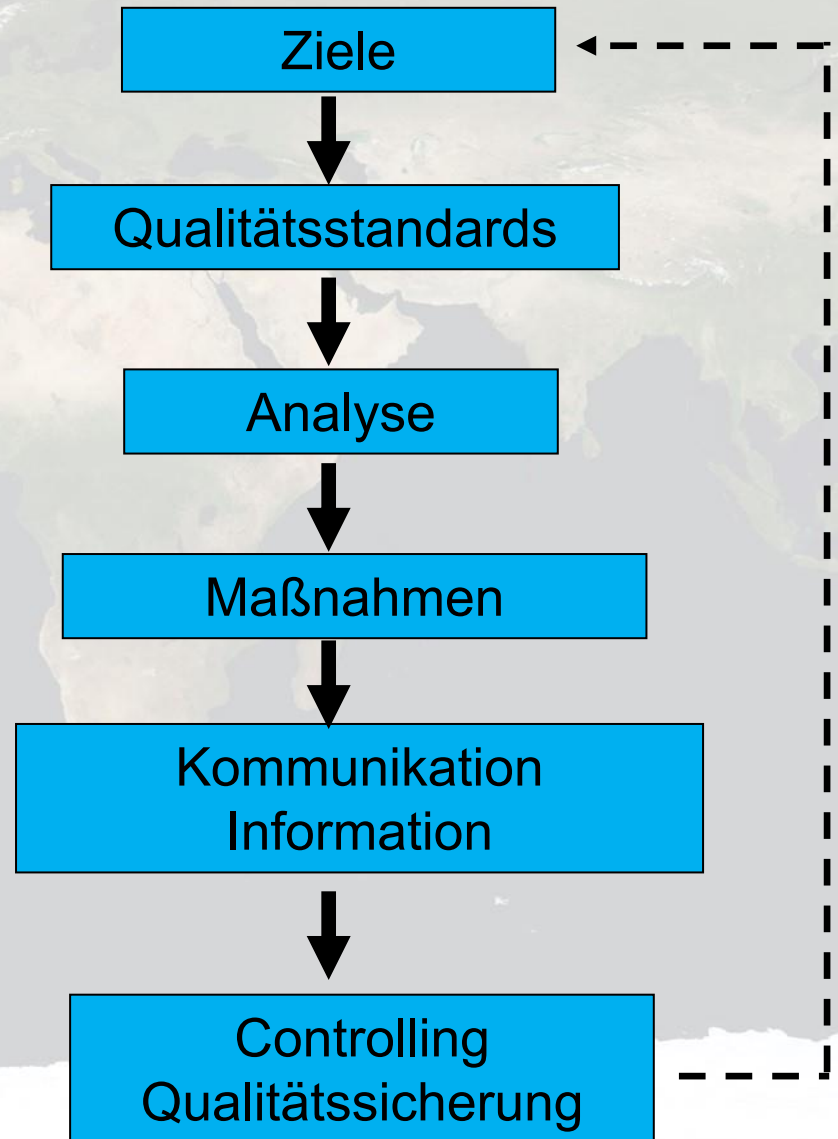 Ziele
Qualitätsstandards
Analyse
Maßnahmen
Kommunikation
Information
Controlling
Qualitätssicherung